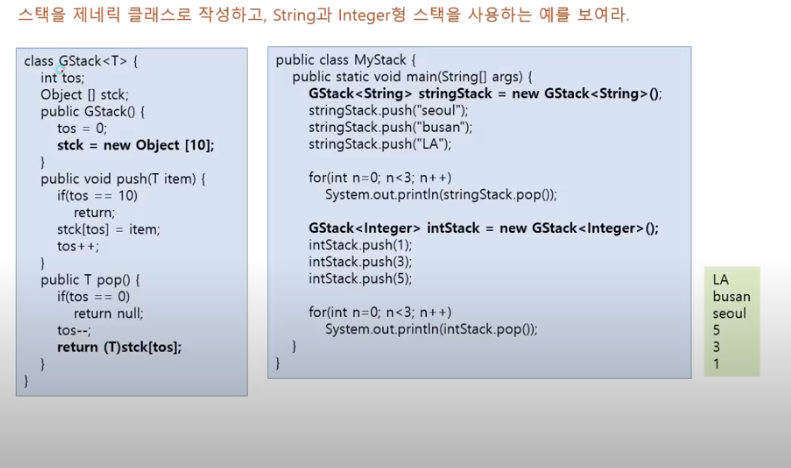 스택을 제네릭 클래스로 작성하고, String과 Integer형 스택을 사용하는 예를 보여라.
class GStack<T> {
int tos;
Object [] stck;
public GStack() {
tos = 0;
stck = new Object [10];
}
public void push(T item) {
if(tos == 10)
return;
stck[tos] = item;
tos++;
}
public T pop() {
if(tos == 0)
return null;
tos--;
return (T)stck[tos];
}
}
public class MyStack {
public static void main(String[] args) {
GStack<String> stringStack = new GStack<String>();
stringStack.push("seoul");
stringStack.push("busan");
stringStack.push("LA");
for(int n=0; n<3; n++)
System.out.println(stringStack.pop());
GStack<Integer> intStack = new GStack<Integer>();
intStack.push(1);
intStack.push(3);
intStack.push(5);
for(int n=0; n<3; n++)
System.out.println(intStack.pop());
}
}
LA
busan
seoul
5
3
1